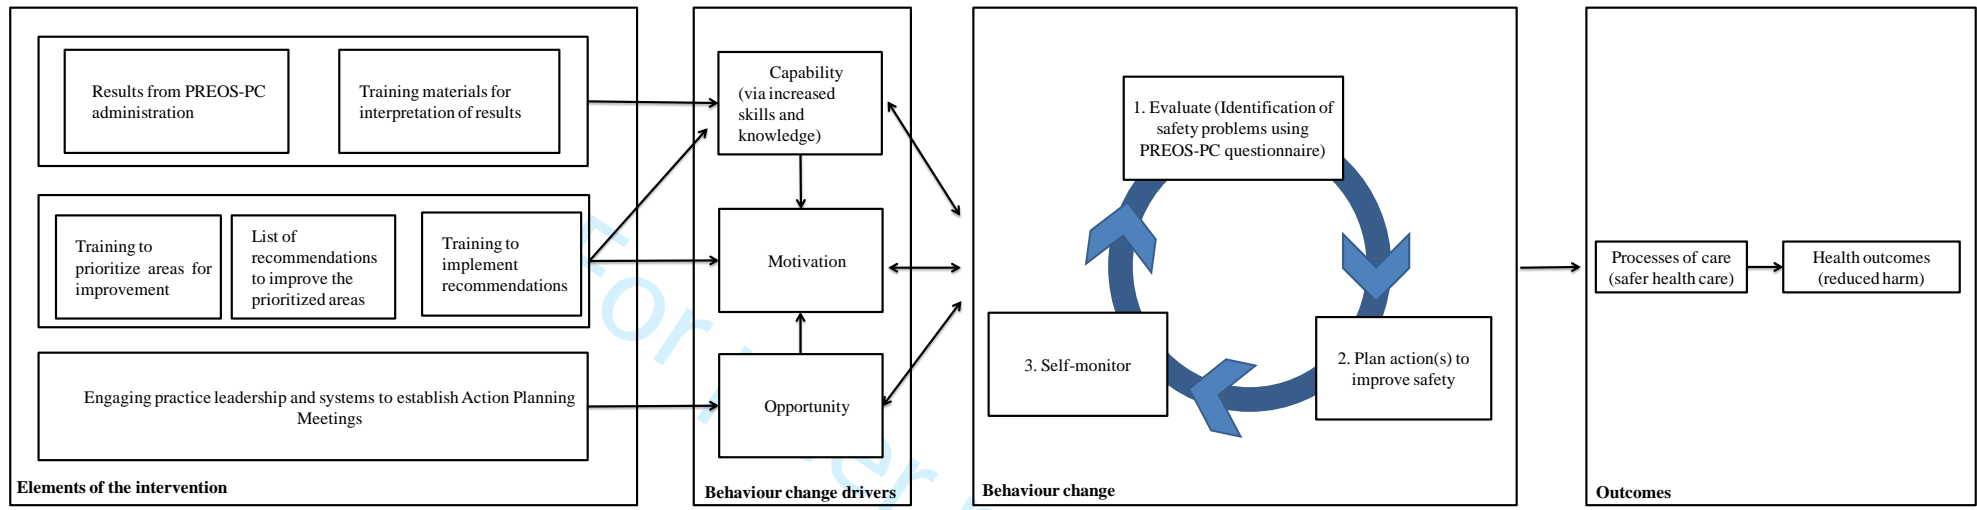 Results from PREOS-PC
administration
Training materials for
interpretation of results
Training to
prioritize areas for
improvement
List of
recommendations
to improve the
prioritized areas
Training to
implement
recommendations
Engaging practice leadership and systems to establish Action Planning
Meetings
Elements of the intervention
Capability
(via increased
skills and
knowledge)
Motivation
Opportunity
Behaviour change drivers
1. Evaluate (Identification of
safety problems using
PREOS-PC questionnaire)
2. Plan action(s) to
improve safety
3. Self-monitor
Behaviour change
Processes of care
(safer health care)
Health outcomes
(reduced harm)
Outcomes
For